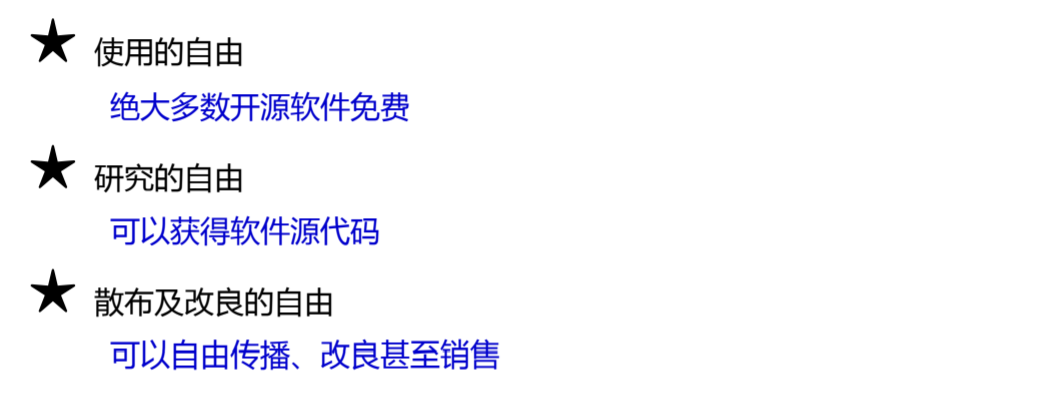 使用的自由
绝大多数开源软件免费
研究的自由
可以获得软件源代码
散布及改良的自由
可以自由传播、改良甚至销售